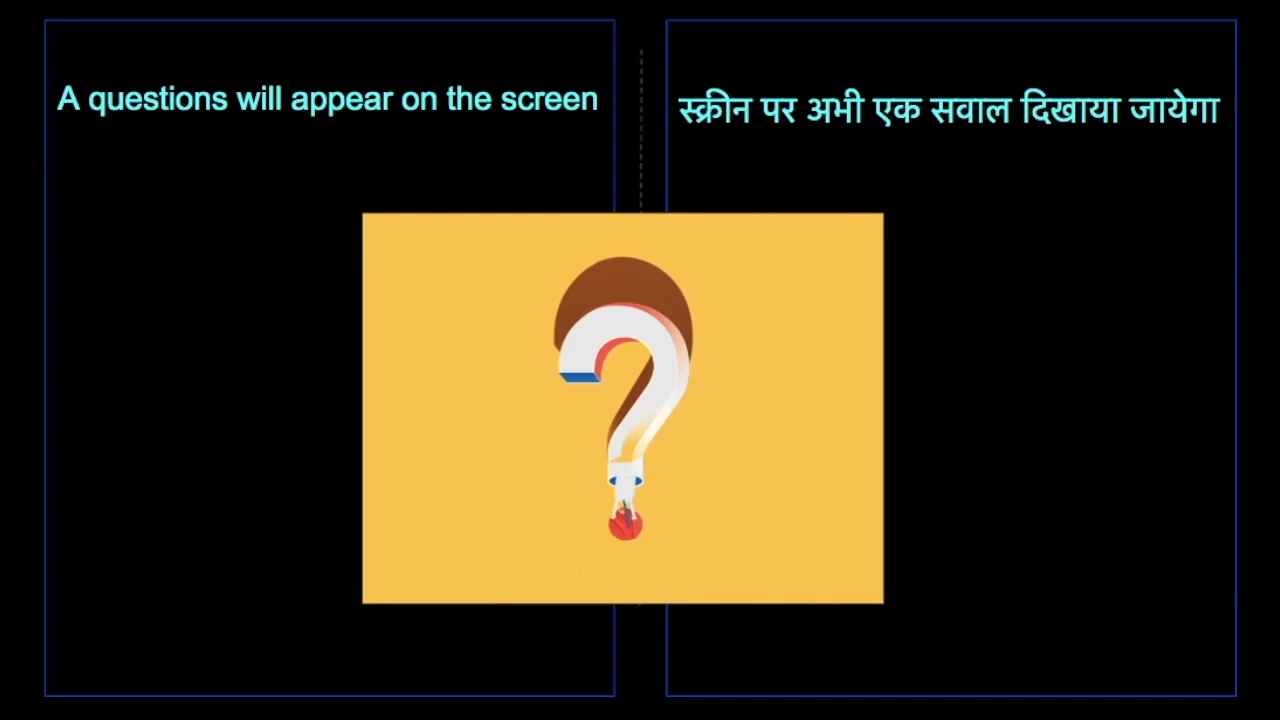 A questions will appear on the screen
स्क्रीन पर अभी एक सवाल दिखाया जायेगा